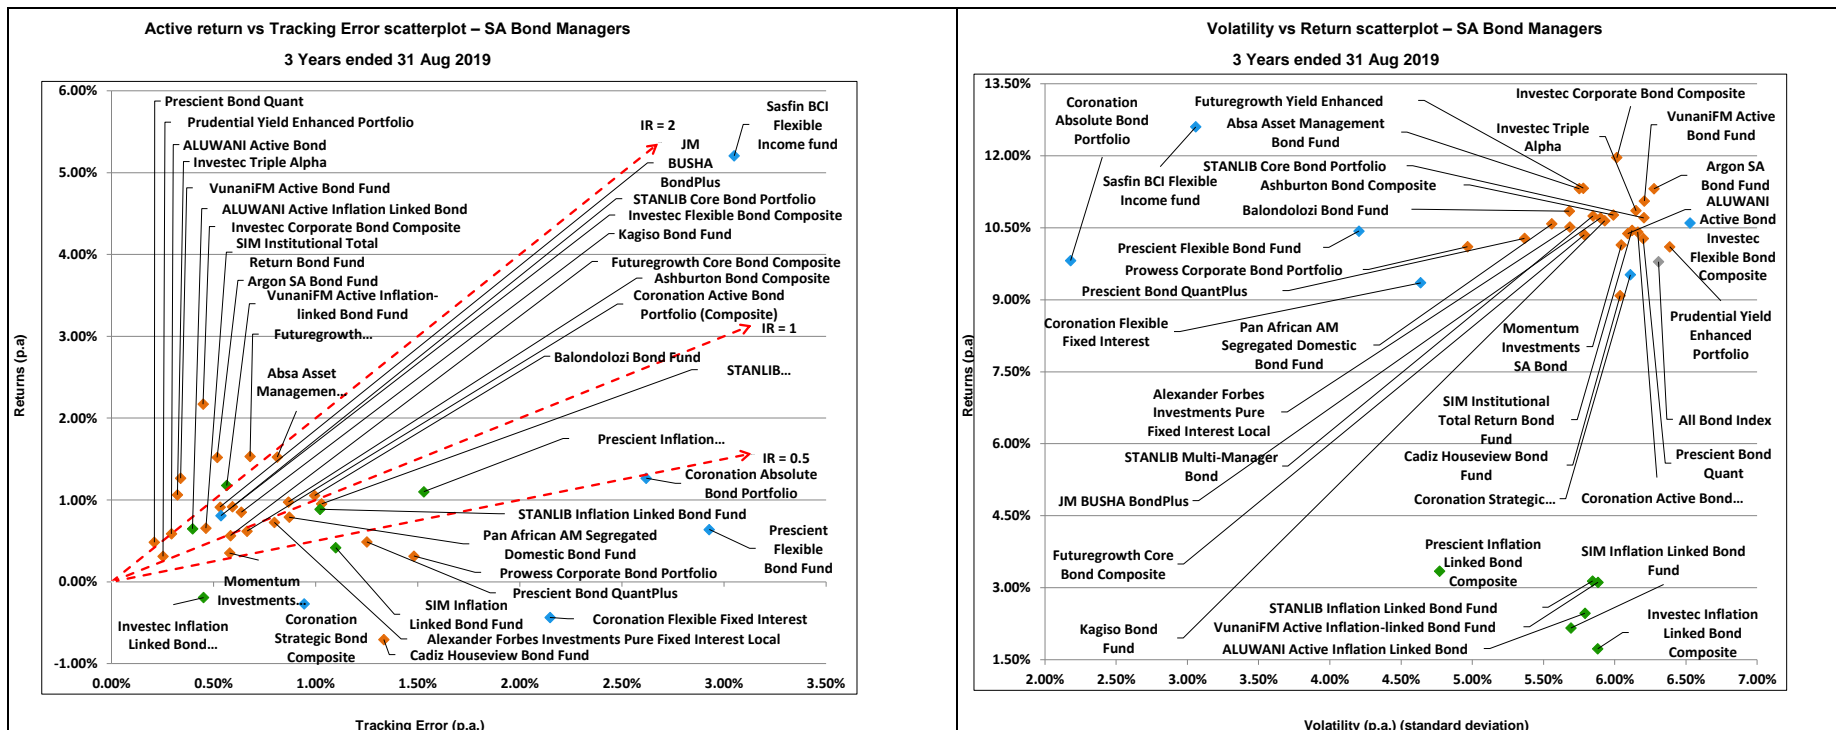 Active return vs Tracking Error scatterplot – SA Bond Managers
3 Years ended 31 Aug 2019
6.00%
5.00%
4.00%
3.00%
2.00%
1.00%
0.00%
-1.00%
Returns (p.a)
Prescient Bond Quant
Prudential Yield Enhanced Portfolio
ALUWANI Active Bond
Investec Triple Alpha
VunaniFM Active Bond Fund
ALUWANI Active Inflation Linked Bond
Investec Corporate Bond Composite
SIM Institutional Total
Return Bond Fund
Argon SA Bond Fund
VunaniFM Active Inflation-
linked Bond Fund
Futuregrowth...
Absa Asset
Managemen...
IR = 2
JM
BUSHA
BondPlus
Sasfin BCI
Flexible
Income fund
STANLIB Core Bond Portfolio
Investec Flexible Bond Composite
Kagiso Bond Fund
Futuregrowth Core Bond Composite
Ashburton Bond Composite
Coronation Active Bond
Portfolio (Composite)
IR = 1
Balondolozi Bond Fund
STANLIB...
Prescient Inflation...
IR = 0.5
Coronation Absolute
Bond Portfolio
STANLIB Inflation Linked Bond Fund
Pan African AM Segregated
Domestic Bond Fund
Prescient
Flexible
Bond Fund
Prowess Corporate Bond Portfolio
Prescient Bond QuantPlus
Momentum
Investments...
SIM Inflation
Linked Bond Fund
Coronation Flexible Fixed Interest
Investec Inflation
Linked Bond...
Coronation
Strategic Bond
Composite
Alexander Forbes Investments Pure Fixed Interest Local
Cadiz Houseview Bond Fund
0.00%
0.50%
1.00%
1.50%
2.00%
2.50%
3.00%
3.50%
Tracking Error (p.a.)
Volatility vs Return scatterplot – SA Bond Managers
3 Years ended 31 Aug 2019
13.50%
12.00%
10.50%
9.00%
7.50%
6.00%
4.50%
3.00%
1.50%
Returns (p.a)
Coronation
Absolute Bond
Portfolio
Futuregrowth Yield Enhanced
Absa Asset Management
Bond Fund
Investec Corporate Bond Composite
Investec Triple
Alpha
VunaniFM Active
Bond Fund
STANLIB Core Bond Portfolio
Ashburton Bond Composite
Sasfin BCI Flexible
Income fund
Argon SA
Bond Fund
ALUWANI
Active Bond
Balondolozi Bond Fund
Investec
Flexible Bond
Composite
Prescient Flexible Bond Fund
Prowess Corporate Bond Portfolio
Prescient Bond QuantPlus
Coronation Flexible
Fixed Interest
Pan African AM
Segregated Domestic
Bond Fund
Momentum
Investments
SA Bond
Prudential Yield
Enhanced
Portfolio
Alexander Forbes
Investments Pure
Fixed Interest Local
SIM Institutional
Total Return Bond
Fund
All Bond Index
STANLIB Multi-Manager
Bond
Cadiz Houseview Bond
Fund
Prescient Bond
Quant
JM BUSHA BondPlus
Coronation Strategic...
Coronation Active Bond...
Futuregrowth Core
Bond Composite
Prescient Inflation
Linked Bond
Composite
SIM Inflation Linked Bond
Fund
STANLIB Inflation Linked Bond Fund
VunaniFM Active Inflation-linked Bond Fund
ALUWANI Active Inflation Linked Bond
Kagiso Bond
Fund
Investec Inflation
Linked Bond
Composite
2.00%
3.00%
4.00%
5.00%
6.00%
7.00%
Volatility (p.a.) (standard deviation)